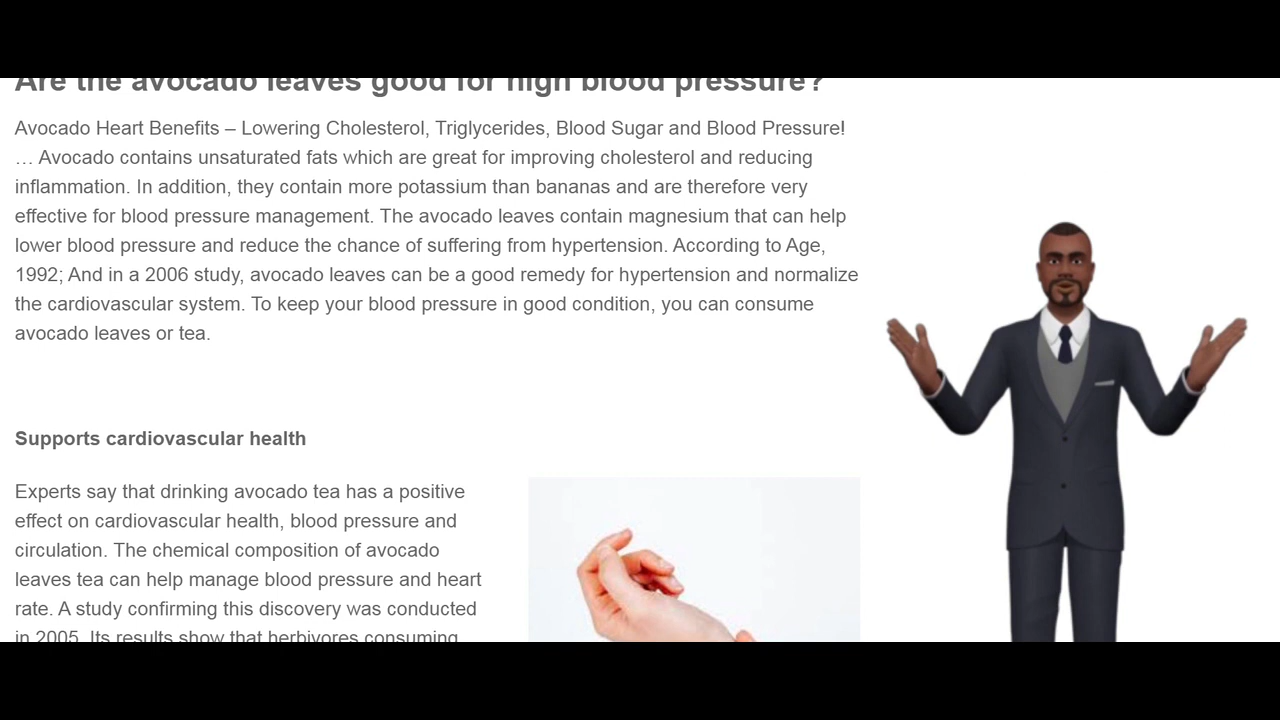 Are the avocado leaves good for high blood pressure?
Avocado Heart Benefits – Lowering Cholesterol, Triglycerides, Blood Sugar and Blood Pressure!
… Avocado contains unsaturated fats which are great for improving cholesterol and reducing
inflammation. In addition, they contain more potassium than bananas and are therefore very
effective for blood pressure management. The avocado leaves contain magnesium that can help
lower blood pressure and reduce the chance of suffering from hypertension. According to Age,
1992; And in a 2006 study, avocado leaves can be a good remedy for hypertension and normalize
the cardiovascular system. To keep your blood pressure in good condition, you can consume
avocado leaves or tea.
Supports cardiovascular health
Experts say that drinking avocado tea has a positive
effect on cardiovascular health, blood pressure and
circulation. The chemical composition of avocado
leaves tea can help manage blood pressure and heart
rate. A study confirming this discovery was conducted
in 2005. Its results show that herbivores consuming